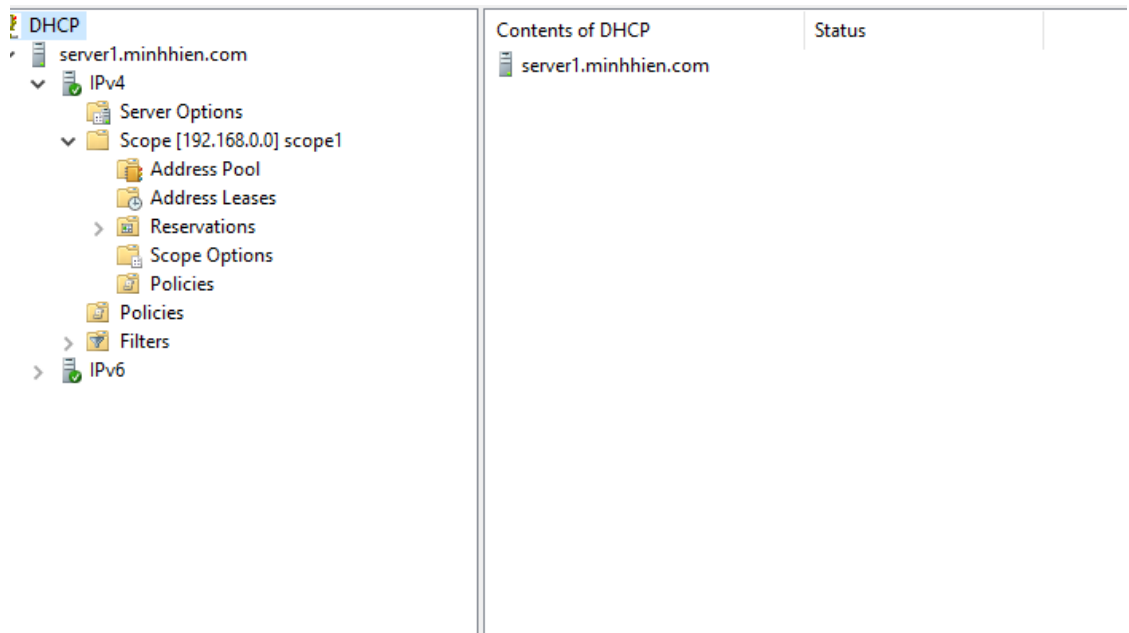 DHCP
server1.minhhien.com
IPv4
Server Options
Scope [192.168.0.0] scope1
Address Pool
Address Leases
Reservations
Scope Options
Policies
Policies
Filters
IPv6
Contents of DHCP Status
server1.minhhien.com